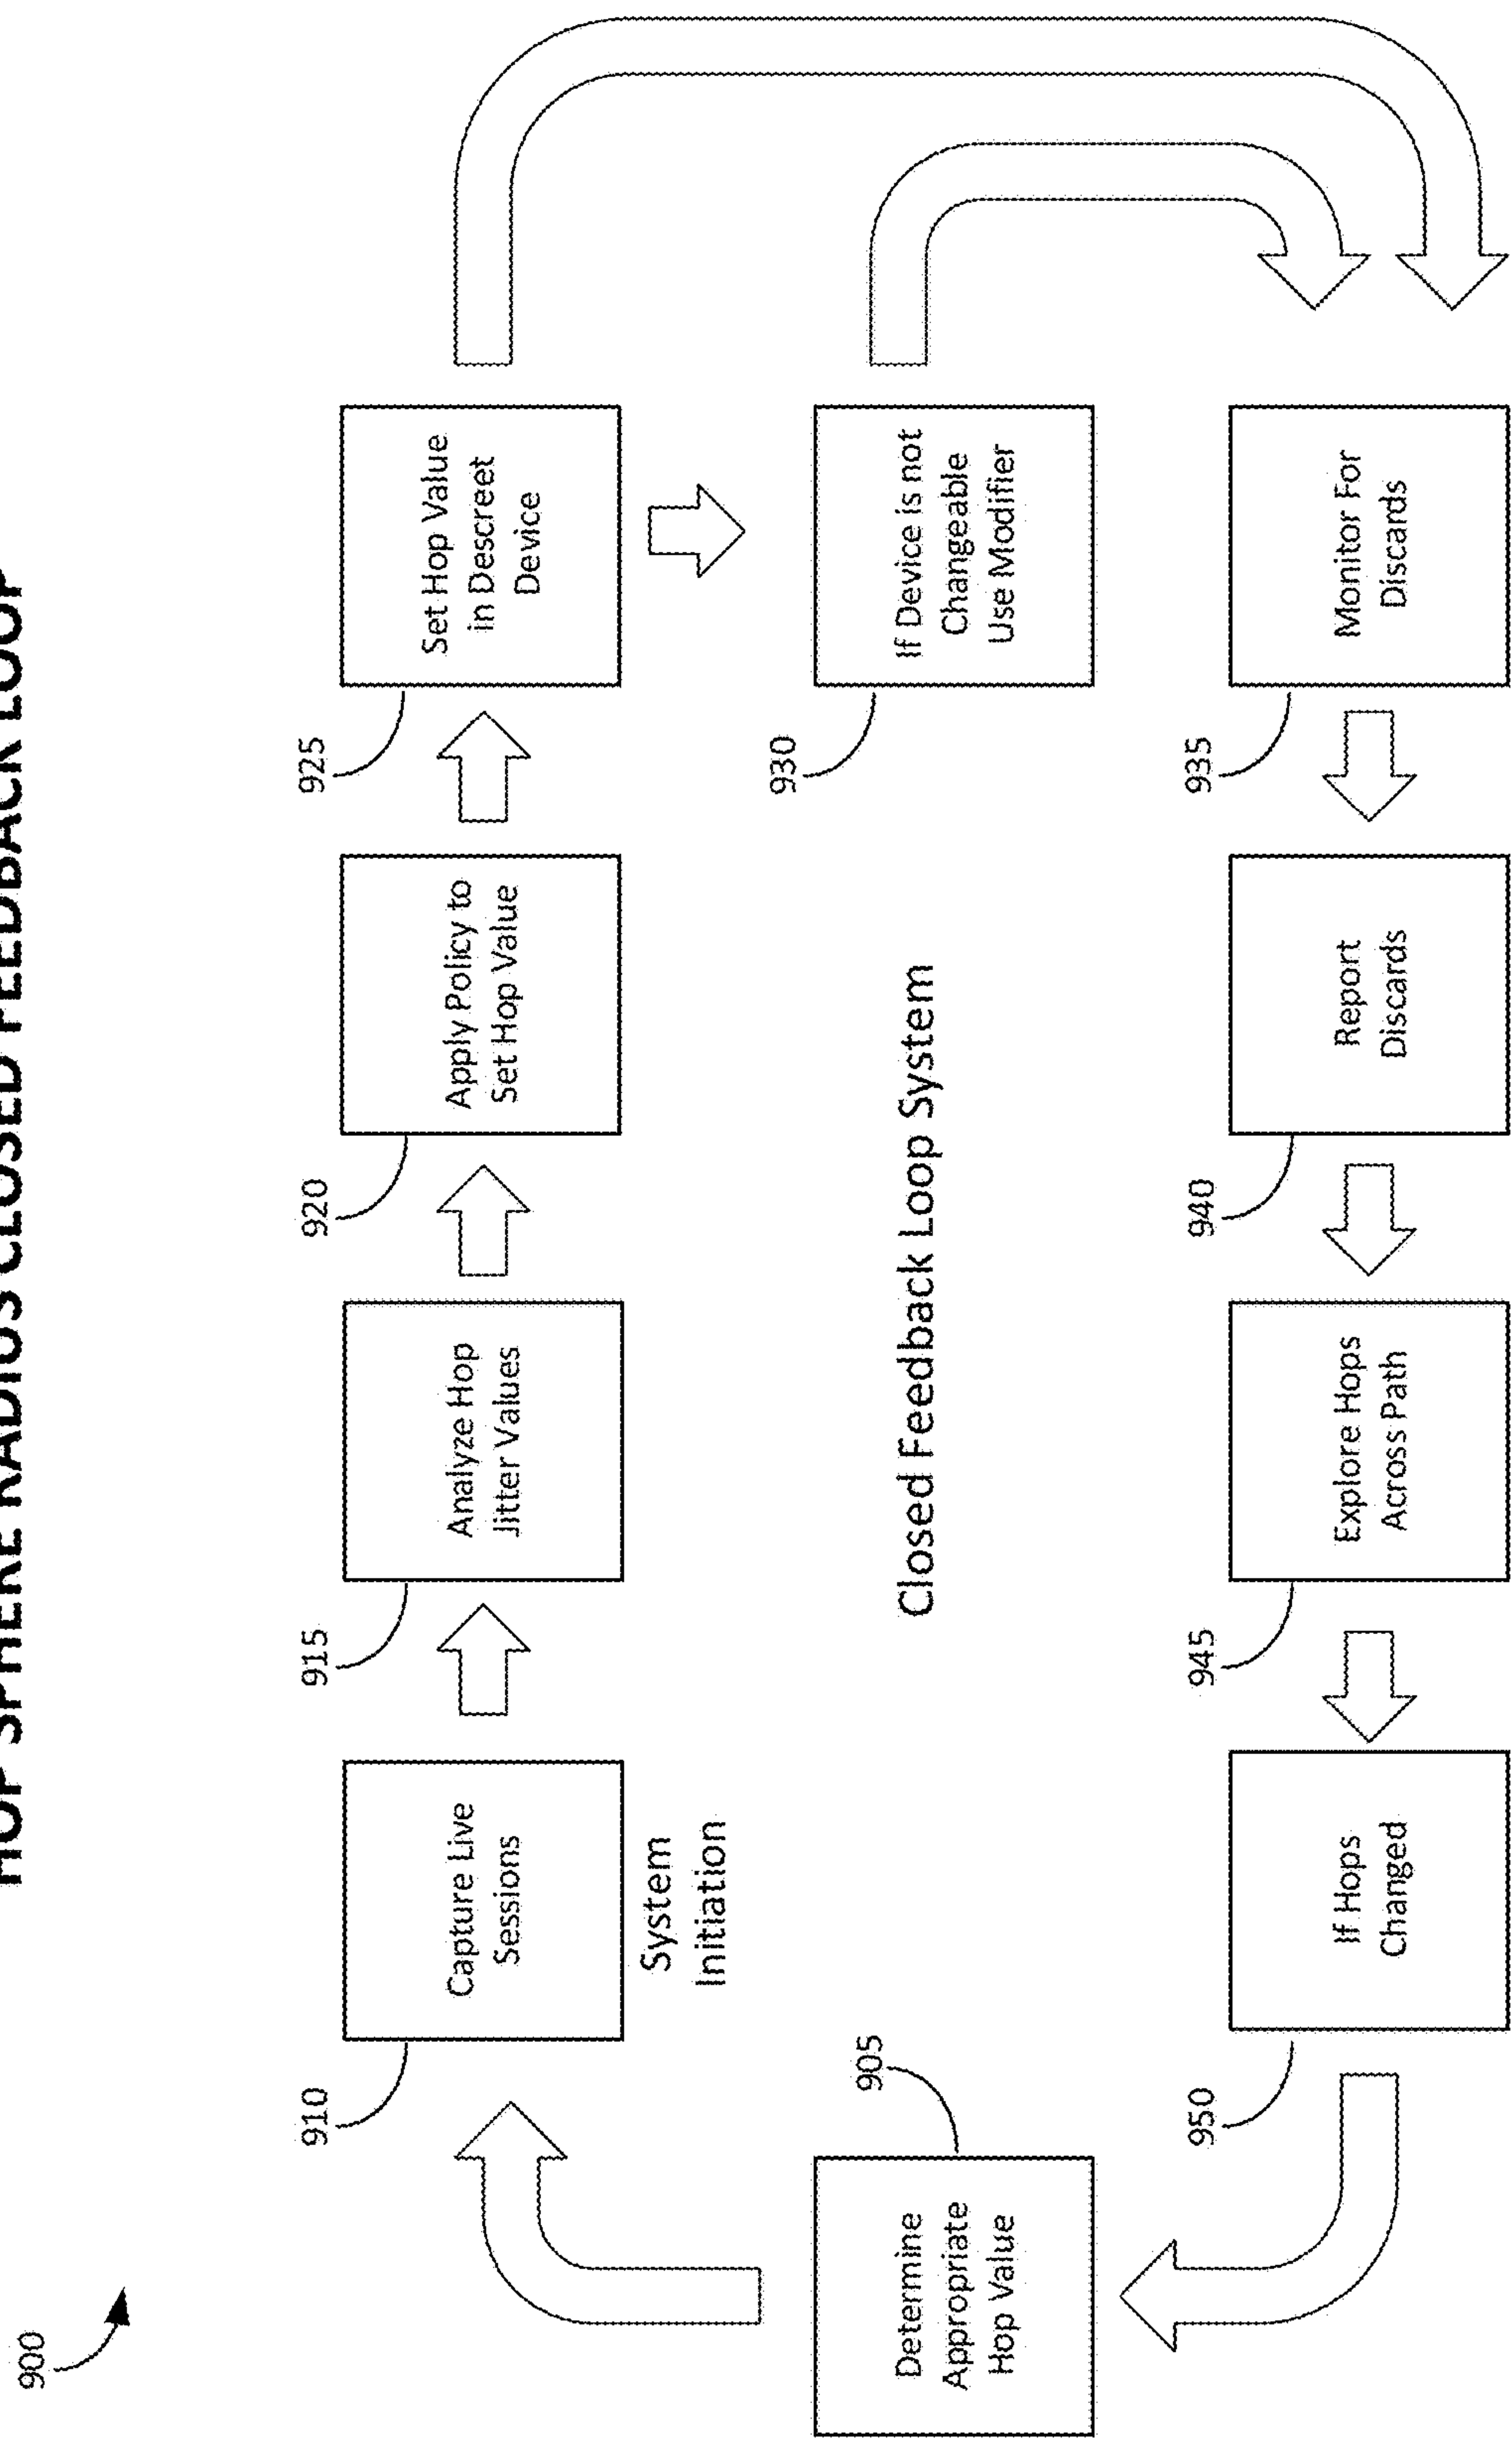 HOP SPHERE RADIUS CLOSED FEEDBACK LOOP
900
910
Capture Live
Sessions
System
Initiation
915
Analyze Hop
Jitter Values
920
Apply Policy to
Set Hop Value
925
Set Hop Value
in Descreet
Device
905
Determine
Appropriate
Hop Value
Closed Feedback Loop System
930
If Device is not
Changeable
Use Modifier
950
If Hops
Changed
945
Explore Hops
Across Path
940
Report
Discards
935
Monitor For
Discards